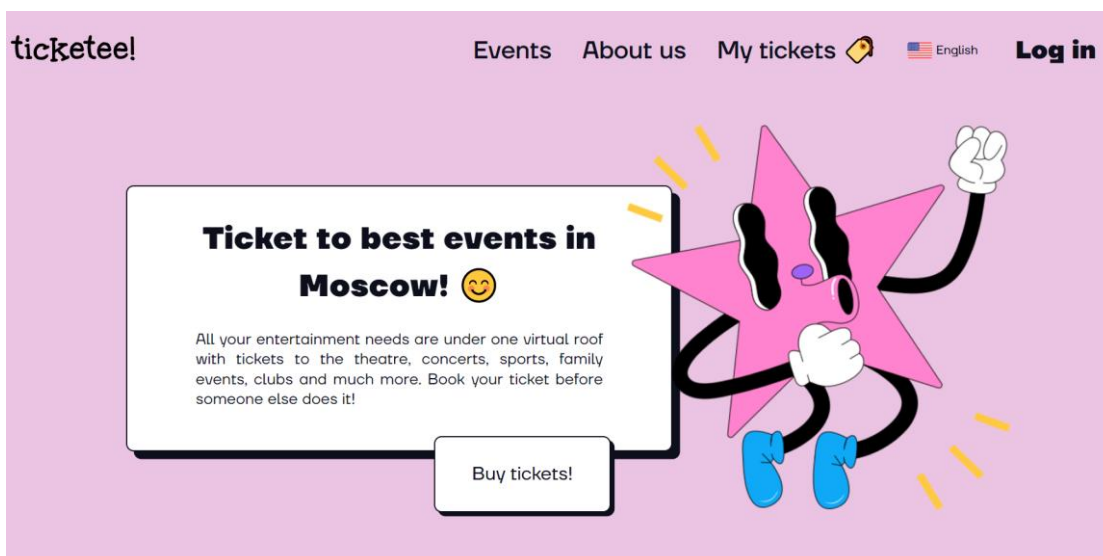 ticketee!
Events About us My tickets English Log in
Ticket to best events in
Moscow! 😊
All your entertainment needs are under one virtual roof
with tickets to the theatre, concerts, sports, family
events, clubs and much more. Book your ticket before
someone else does it!
Buy tickets!